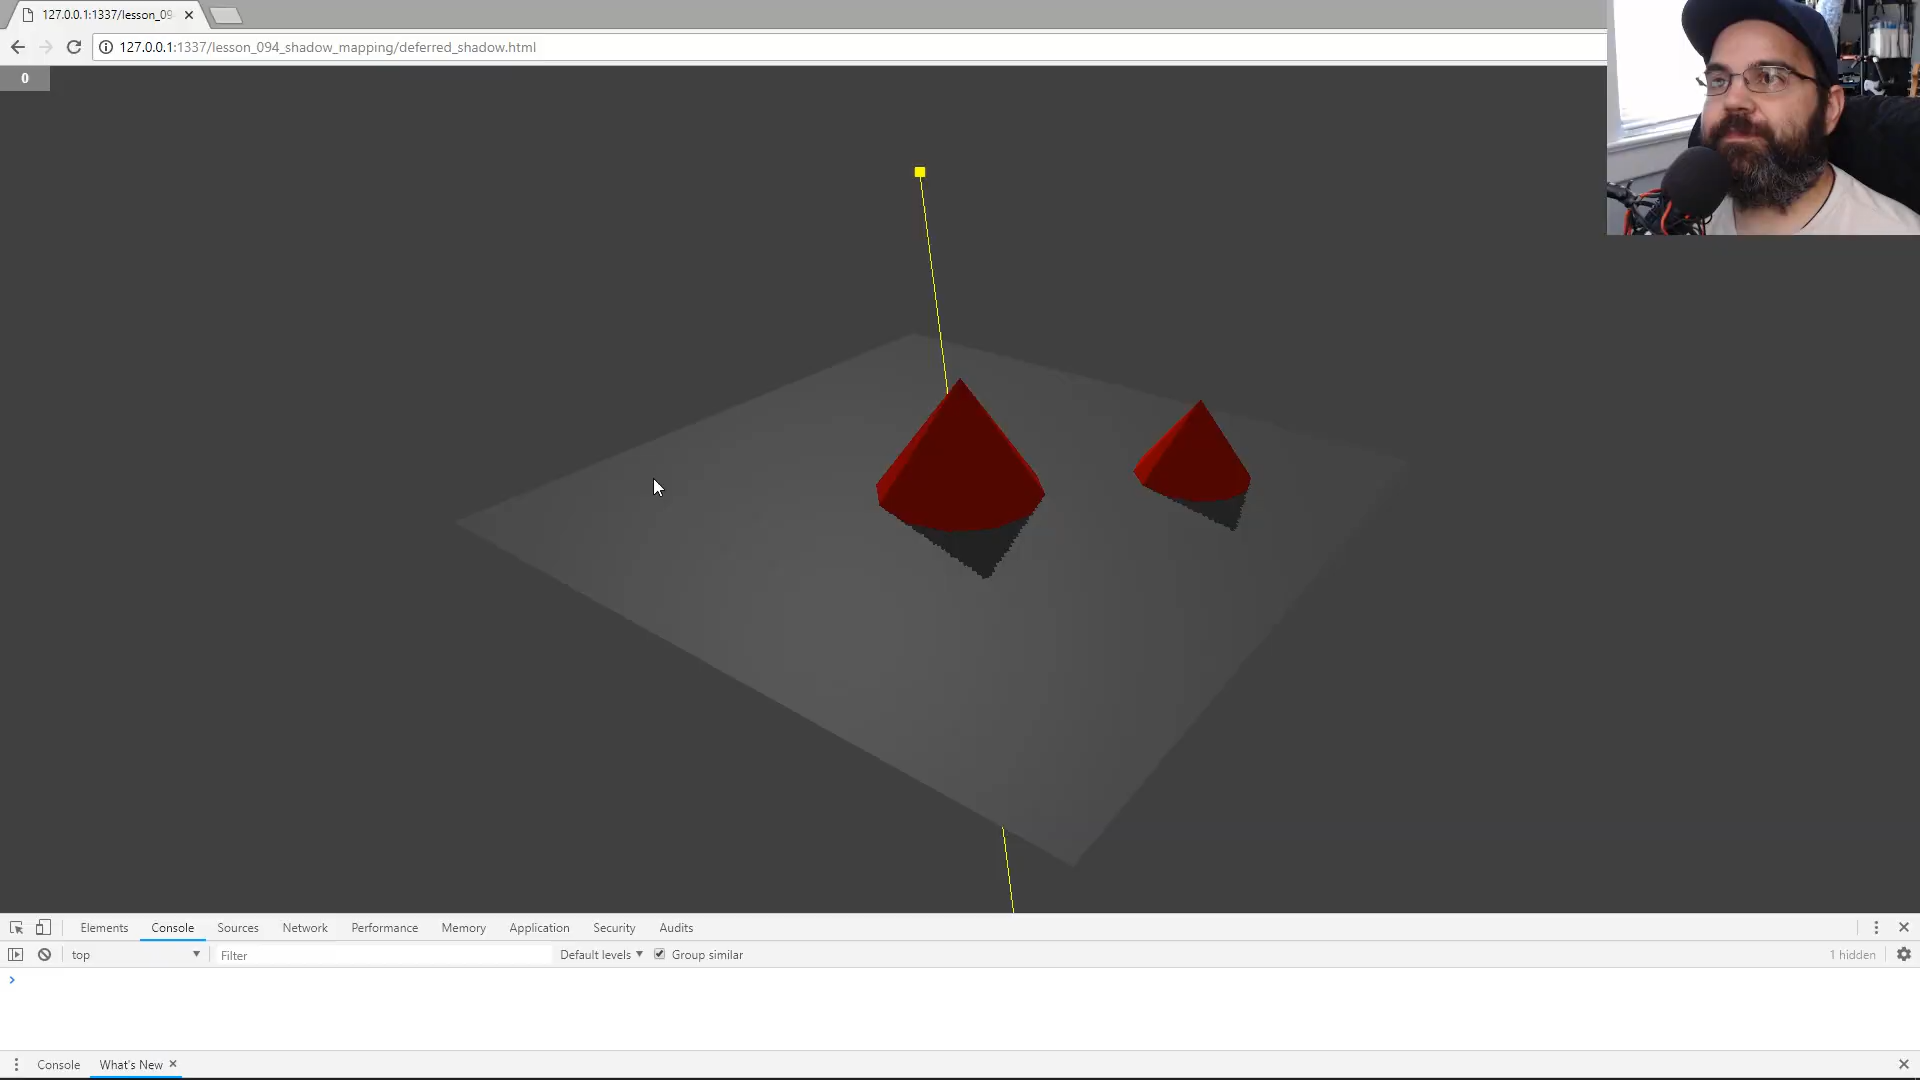 127.0.0.1:1337/lesson_09
127.0.0.1:1337/lesson_094_shadow_mapping/deferred_shadow.html
0
Elements Console Sources Network Performance Memory Application Security Audits
top Filter Default levels Group similar 1 hidden
Console What's New